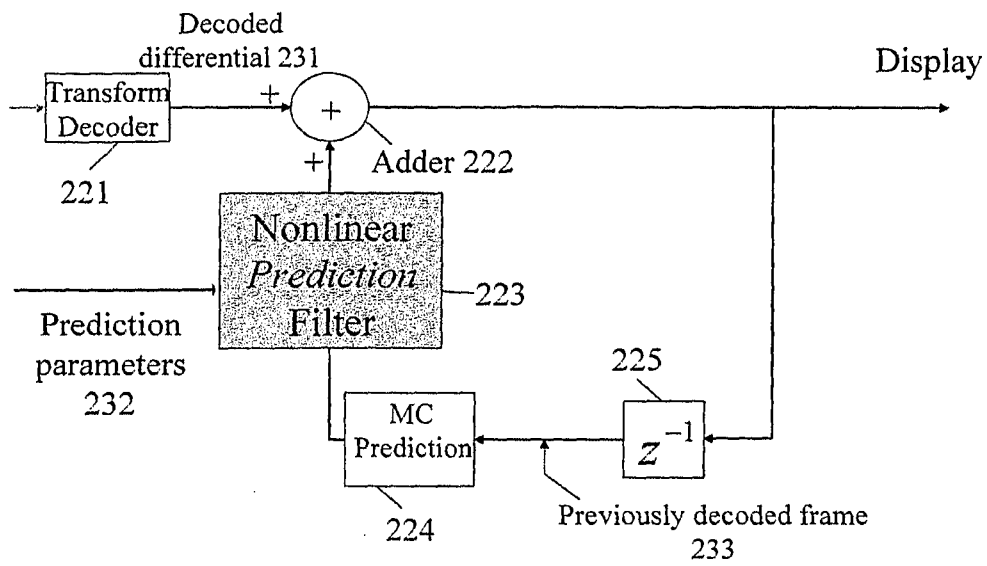 Decoded
differential 231
Display
Transform
Decoder
+
+
+
Adder 222
221
Nonlinear
Prediction
Filter
223
Prediction
parameters
232
225
MC
Prediction
z⁻¹
224
Previously decoded frame
233